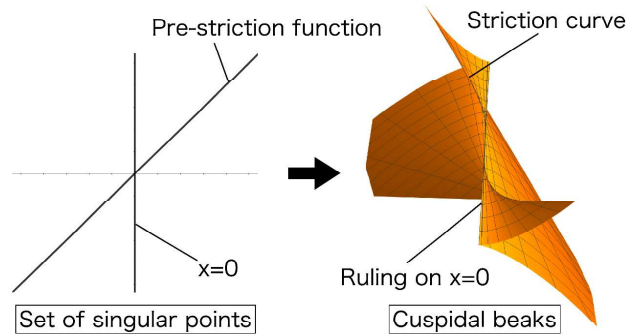 Pre-striction function
Striction curve
x=0
Ruling on x=0
Set of singular points
Cuspidal beaks